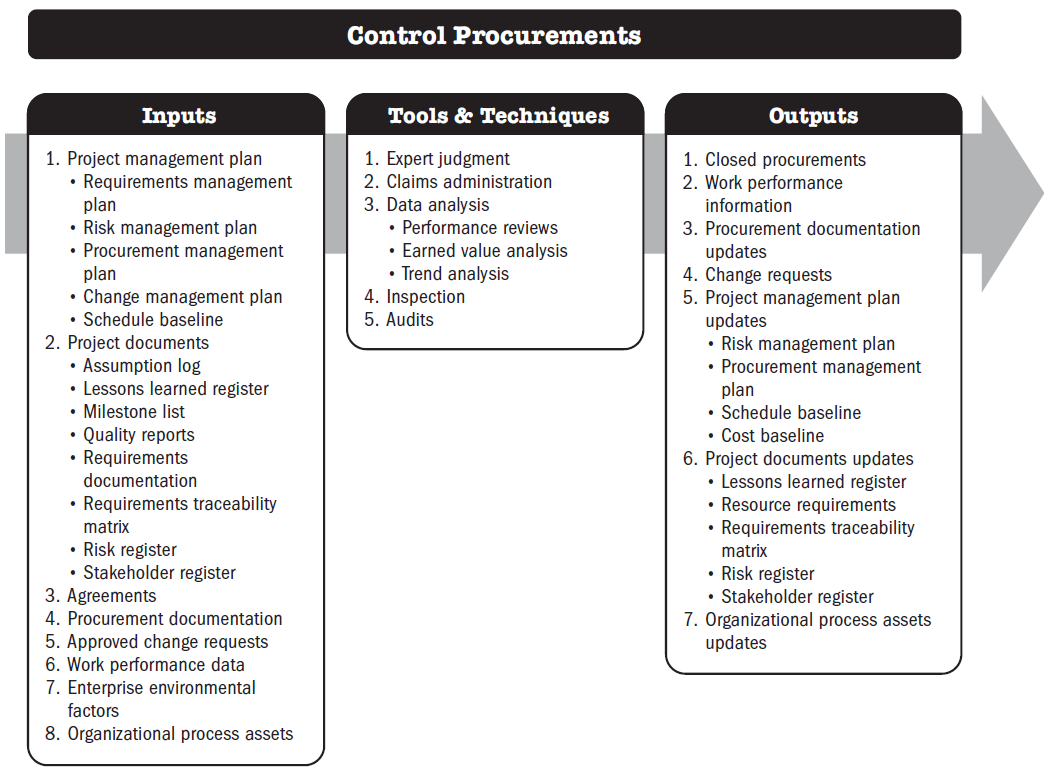 Control Procurements
Inputs
1. Project management plan
• Requirements management
plan
• Risk management plan
• Procurement management
plan
• Change management plan
• Schedule baseline
2. Project documents
• Assumption log
• Lessons learned register
• Milestone list
• Quality reports
• Requirements
documentation
• Requirements traceability
matrix
• Risk register
• Stakeholder register
3. Agreements
4. Procurement documentation
5. Approved change requests
6. Work performance data
7. Enterprise environmental
factors
8. Organizational process assets
Tools & Techniques
1. Expert judgment
2. Claims administration
3. Data analysis
• Performance reviews
• Earned value analysis
• Trend analysis
4. Inspection
5. Audits
Outputs
1. Closed procurements
2. Work performance
information
3. Procurement documentation
updates
4. Change requests
5. Project management plan
updates
• Risk management plan
• Procurement management
plan
• Schedule baseline
• Cost baseline
6. Project documents updates
• Lessons learned register
• Resource requirements
• Requirements traceability
matrix
• Risk register
• Stakeholder register
7. Organizational process assets
updates